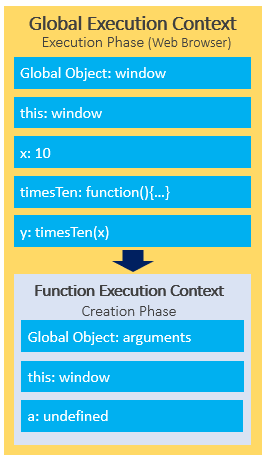 Global Execution Context
Execution Phase (Web Browser)
Global Object: window
this: window
x: 10
timesTen: function(){...}
y: timesTen(x)
Function Execution Context
Creation Phase
Global Object: arguments
this: window
a: undefined